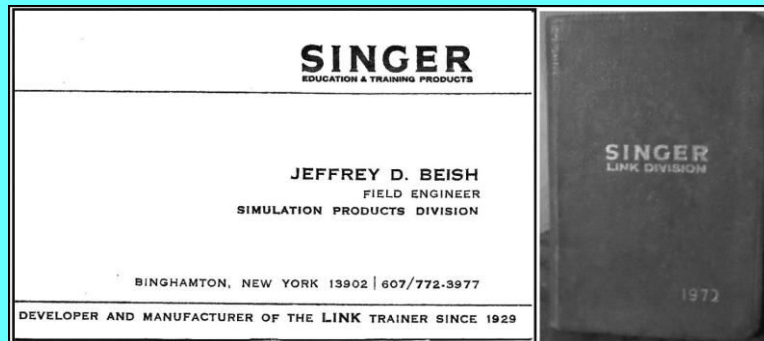 SINGER
EDUCATION & TRAINING PRODUCTS
JEFFREY D. BEISH
FIELD ENGINEER
SIMULATION PRODUCTS DIVISION
BINGHAMTON, NEW YORK 13902 | 607/772-3977
DEVELOPER AND MANUFACTURER OF THE LINK TRAINER SINCE 1929
SINGER
LINK DIVISION
1972